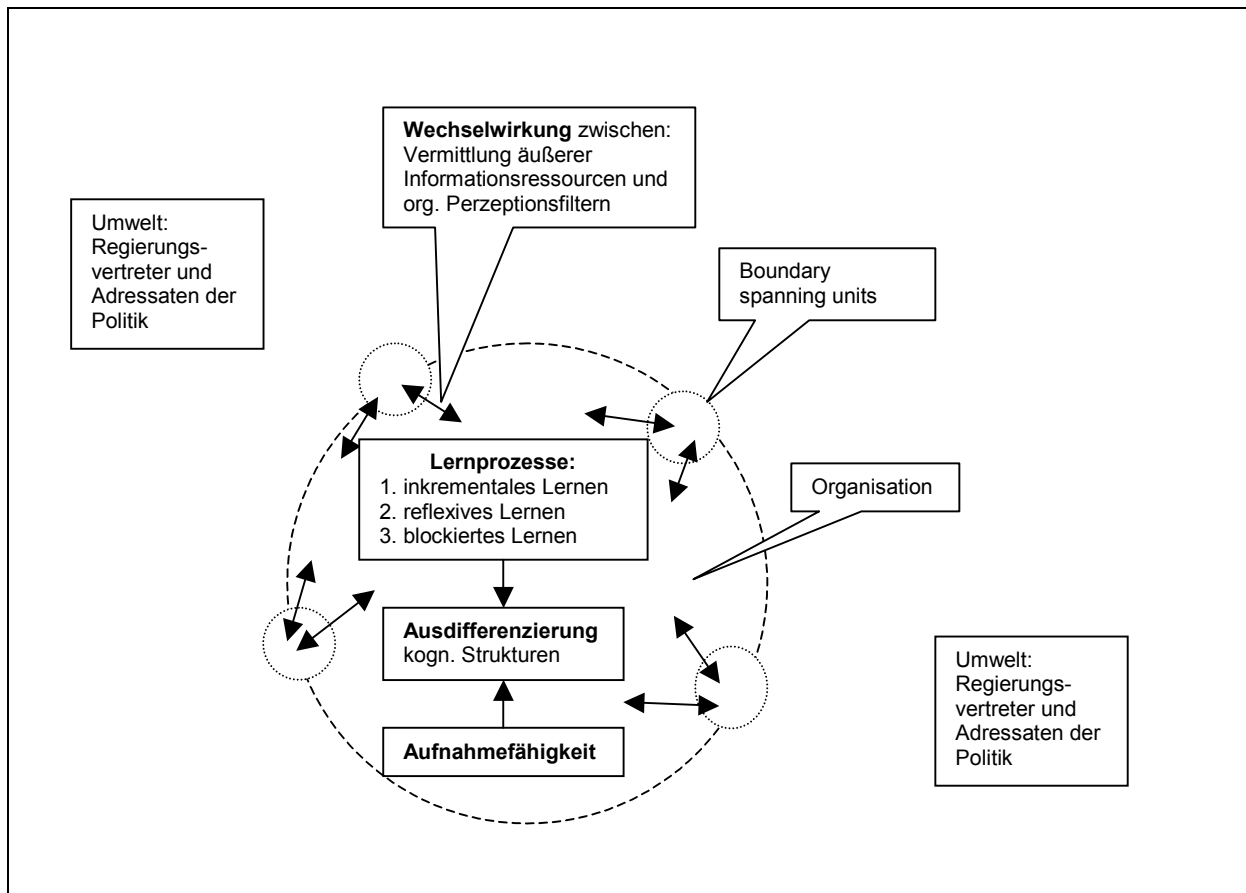 Wechselwirkung zwischen:
Vermittlung äußerer
Informationsressourcen und
org. Perzeptionsfiltern
Umwelt:
Regierungs-
vertreter und
Adressaten der
Politik
Boundary
spanning units
Lernprozesse:
1. inkrementales Lernen
2. reflexives Lernen
3. blockiertes Lernen
Organisation
Ausdifferenzierung
kogn. Strukturen
Umwelt:
Regierungs-
vertreter und
Adressaten der
Politik
Aufnahmefähigkeit